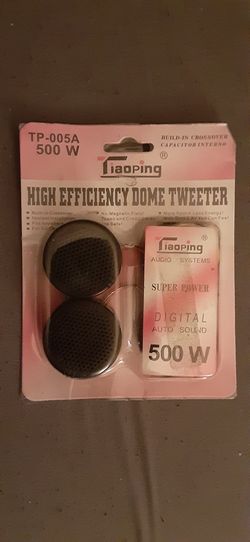 TP-005A
500 W
BUILD-IN CROSSOVER
CAPACITOR INTERNO
Tiaoping®
HIGH EFFICIENCY DOME TWEETER
Tiaoping®
AUDIO SYSTEMS
SUPER POWER
DIGITAL
AUTO SOUND
500 W